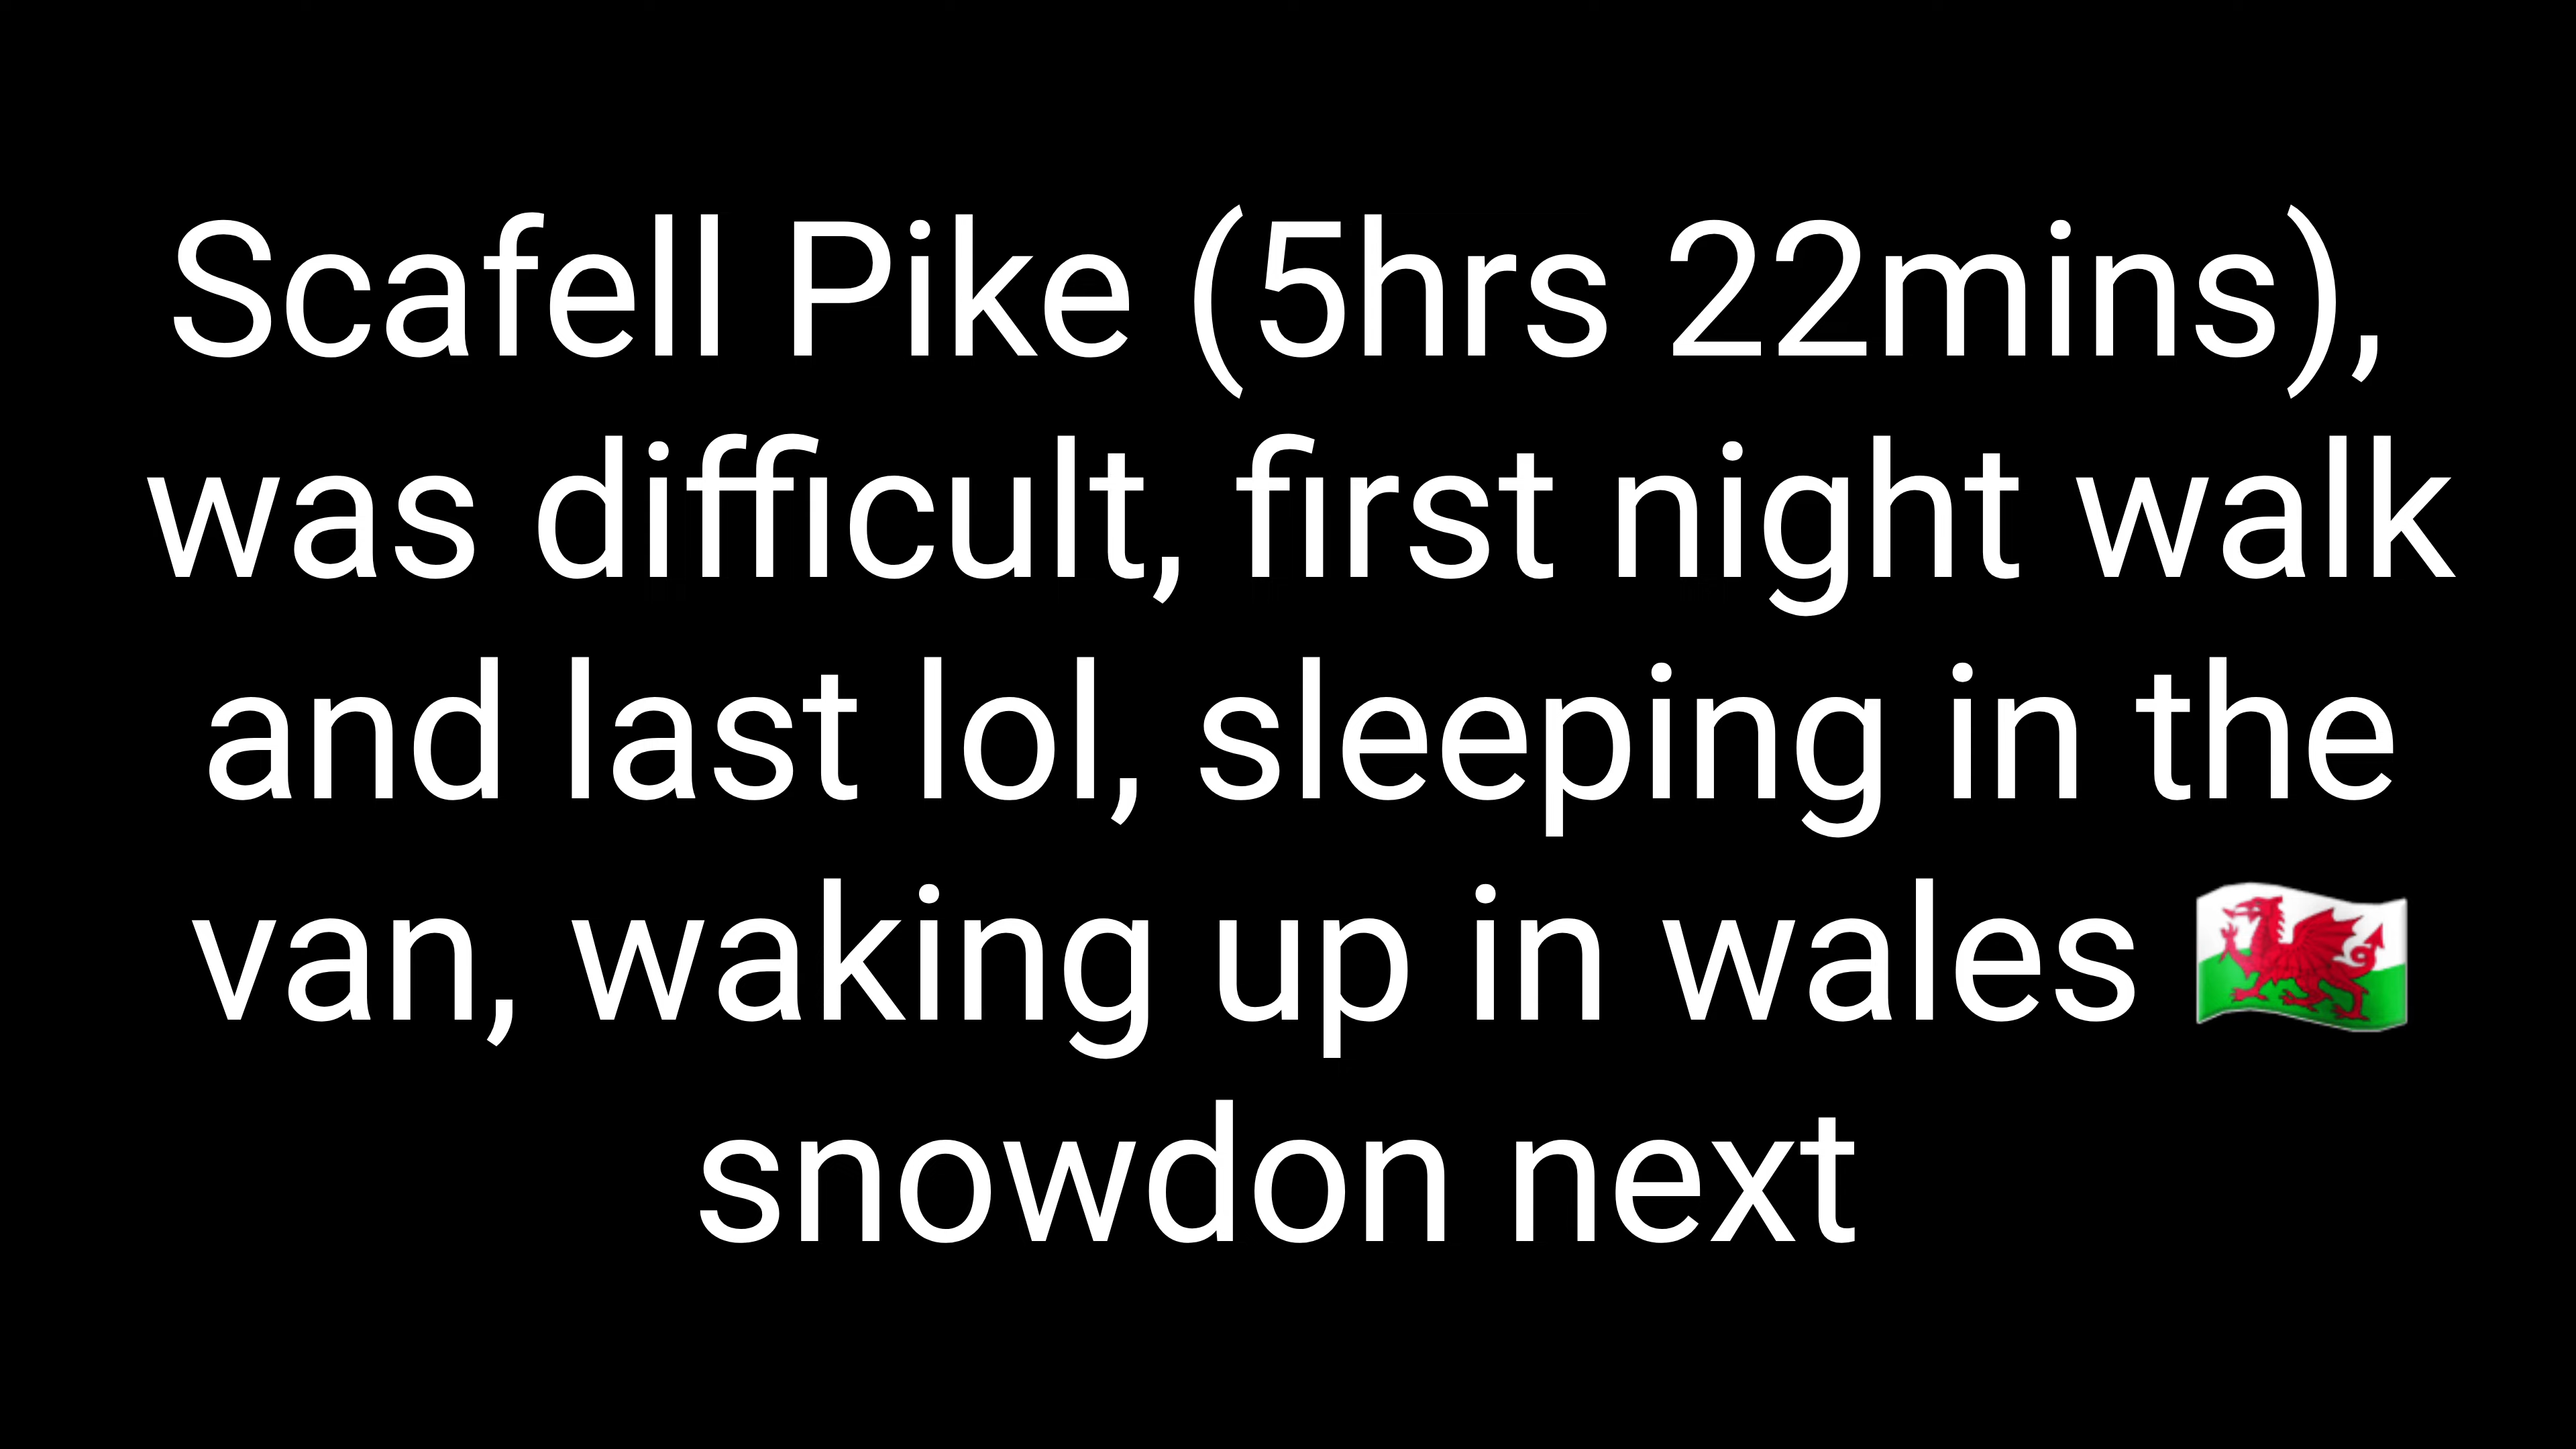 Scafell Pike (5hrs 22mins),
was difficult, first night walk
and last lol, sleeping in the
van, waking up in wales 🏴󠁧󠁢󠁷󠁬󠁳󠁿
snowdon next